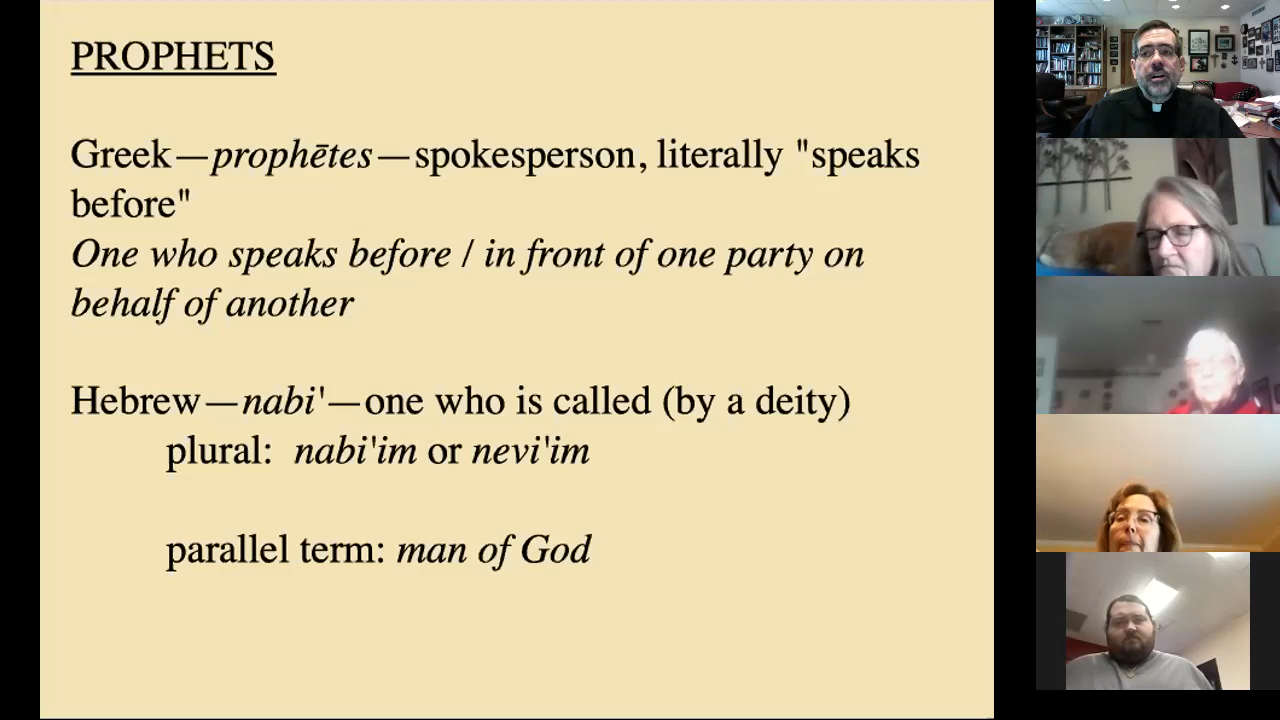 PROPHETS
Greek—prophētes—spokesperson, literally "speaks
before"
One who speaks before / in front of one party on
behalf of another
Hebrew—nabi'—one who is called (by a deity)
plural: nabi'im or nevi'im
parallel term: man of God